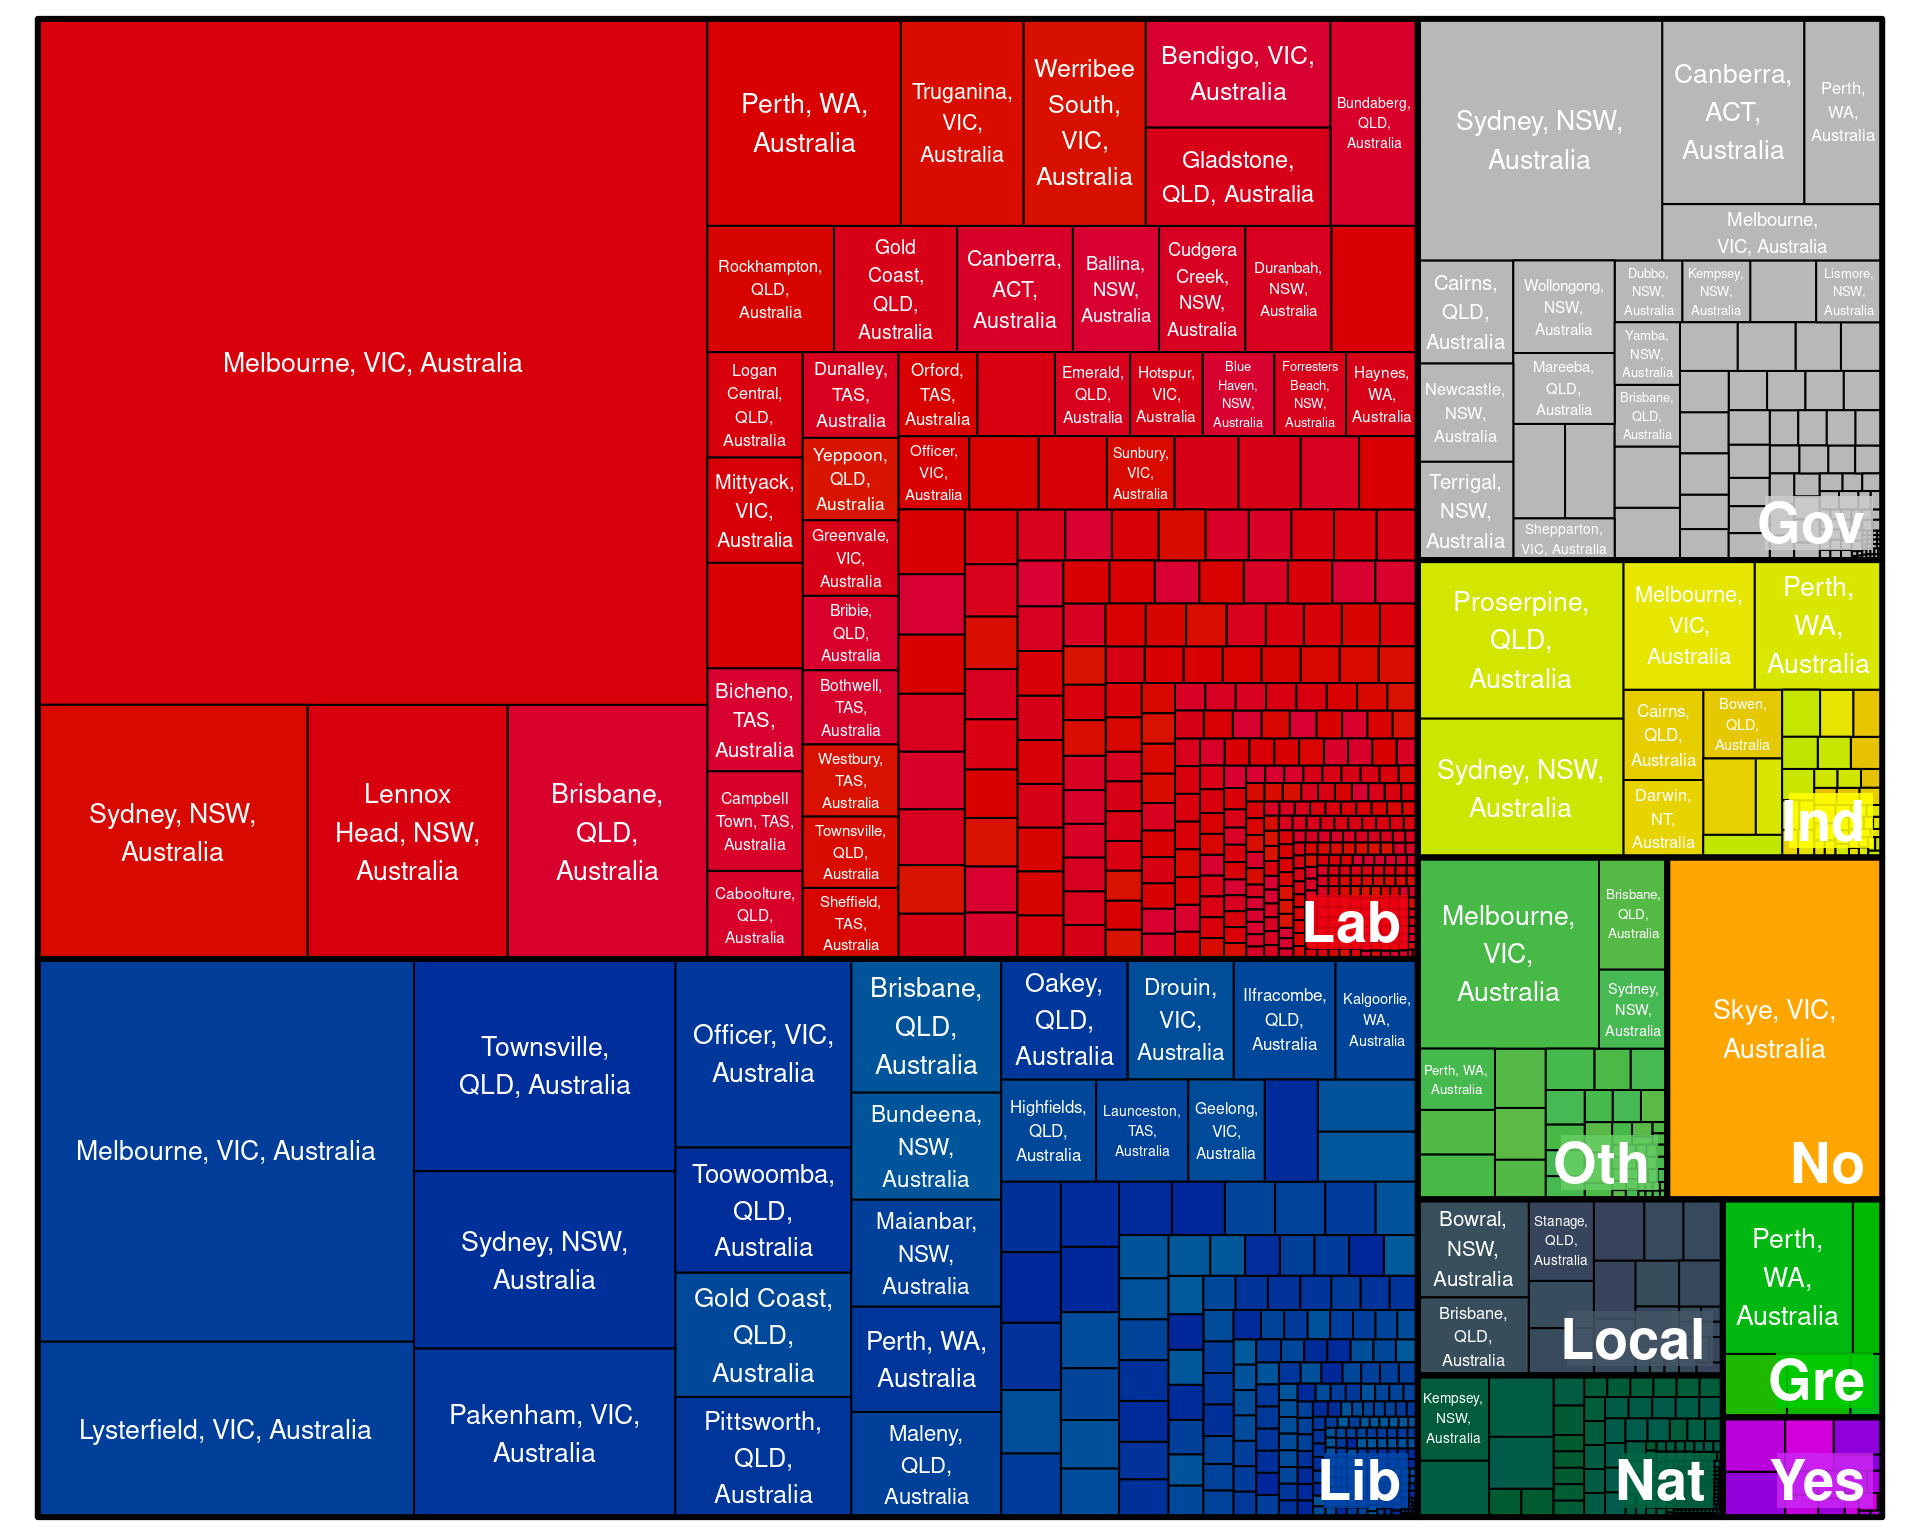 Melbourne, VIC, Australia
Sydney, NSW,
Australia
Lennox
Head, NSW,
Australia
Brisbane,
QLD,
Australia
Perth, WA,
Australia
Truganina,
VIC,
Australia
Werribee
South,
VIC,
Australia
Bendigo, VIC,
Australia
Gladstone,
QLD, Australia
Bundaberg,
QLD,
Australia
Rockhampton,
QLD,
Australia
Gold
Coast,
QLD,
Australia
Canberra,
ACT,
Australia
Ballina,
NSW,
Australia
Cudgera
Creek,
NSW,
Australia
Duranbah,
NSW,
Australia
Logan
Central,
QLD,
Australia
Mittyack,
VIC,
Australia
Bicheno,
TAS,
Australia
Campbell
Town, TAS,
Australia
Caboolture,
QLD,
Australia
Dunalley,
TAS,
Australia
Yeppoon,
QLD,
Australia
Greenvale,
VIC,
Australia
Bribie,
QLD,
Australia
Bothwell,
TAS,
Australia
Westbury,
TAS,
Australia
Townsville,
QLD,
Australia
Sheffield,
TAS,
Australia
Orford,
TAS,
Australia
Emerald,
QLD,
Australia
Hotspur,
VIC,
Australia
Blue
Haven,
NSW,
Australia
Forresters
Beach,
NSW,
Australia
Haynes,
WA,
Australia
Officer,
VIC,
Australia
Sunbury,
VIC,
Australia
Lab
Melbourne, VIC, Australia
Lysterfield, VIC, Australia
Townsville,
QLD, Australia
Sydney, NSW,
Australia
Pakenham, VIC,
Australia
Officer, VIC,
Australia
Toowoomba,
QLD,
Australia
Gold Coast,
QLD,
Australia
Pittsworth,
QLD,
Australia
Brisbane,
QLD,
Australia
Bundeena,
NSW,
Australia
Maianbar,
NSW,
Australia
Perth, WA,
Australia
Maleny,
QLD,
Australia
Oakey,
QLD,
Australia
Drouin,
VIC,
Australia
Ilfracombe,
QLD,
Australia
Kalgoorlie,
WA,
Australia
Highfields,
QLD,
Australia
Launceston,
TAS,
Australia
Geelong,
VIC,
Australia
Lib
Sydney, NSW,
Australia
Canberra,
ACT,
Australia
Perth,
WA,
Australia
Melbourne,
VIC, Australia
Cairns,
QLD,
Australia
Newcastle,
NSW,
Australia
Terrigal,
NSW,
Australia
Wollongong,
NSW,
Australia
Mareeba,
QLD,
Australia
Shepparton,
VIC, Australia
Dubbo,
NSW,
Australia
Kempsey,
NSW,
Australia
Lismore,
NSW,
Australia
Yamba,
NSW,
Australia
Brisbane,
QLD,
Australia
Gov
Proserpine,
QLD,
Australia
Sydney, NSW,
Australia
Melbourne,
VIC,
Australia
Perth,
WA,
Australia
Cairns,
QLD,
Australia
Darwin,
NT,
Australia
Bowen,
QLD,
Australia
Ind
Melbourne,
VIC,
Australia
Brisbane,
QLD,
Australia
Sydney,
NSW,
Australia
Perth, WA,
Australia
Oth
Skye, VIC,
Australia
No
Bowral,
NSW,
Australia
Brisbane,
QLD,
Australia
Stanage,
QLD,
Australia
Local
Perth,
WA,
Australia
Gre
Kempsey,
NSW,
Australia
Nat
Yes